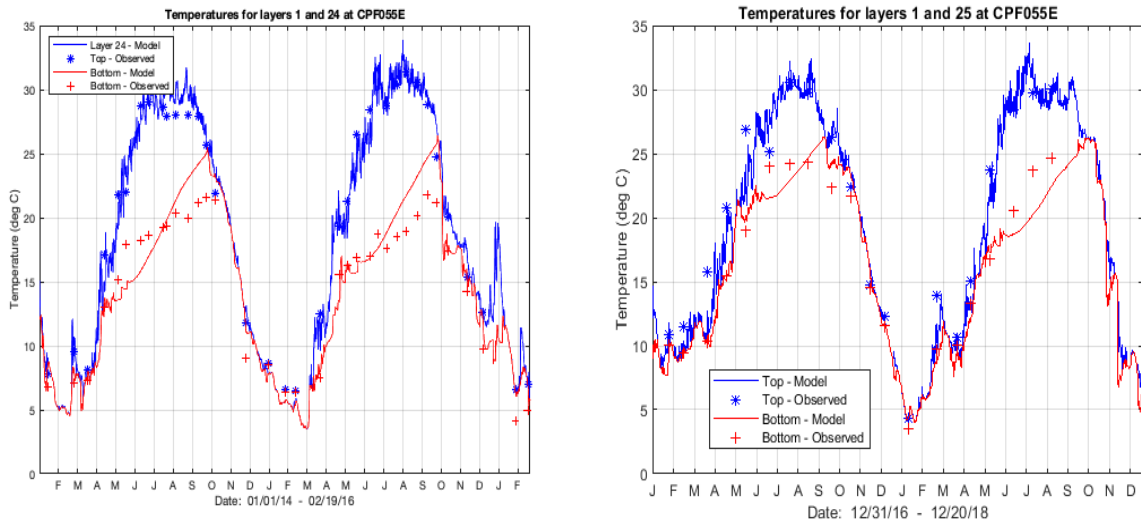 Temperatures for layers 1 and 24 at CPF055E
Layer 24 - Model
Top - Observed
Bottom - Model
Bottom - Observed
35
30
25
20
15
10
5
0
Temperature (deg C)
F M A M J J A S O N D J F M A M J J A S O N D J F
Date: 01/01/14 - 02/19/16
Temperatures for layers 1 and 25 at CPF055E
35
30
25
20
15
10
5
0
Temperature (deg C)
Top - Model
Top - Observed
Bottom - Model
Bottom - Observed
J F M A M J J A S O N D J F M A M J J A S O N D
Date: 12/31/16 - 12/20/18